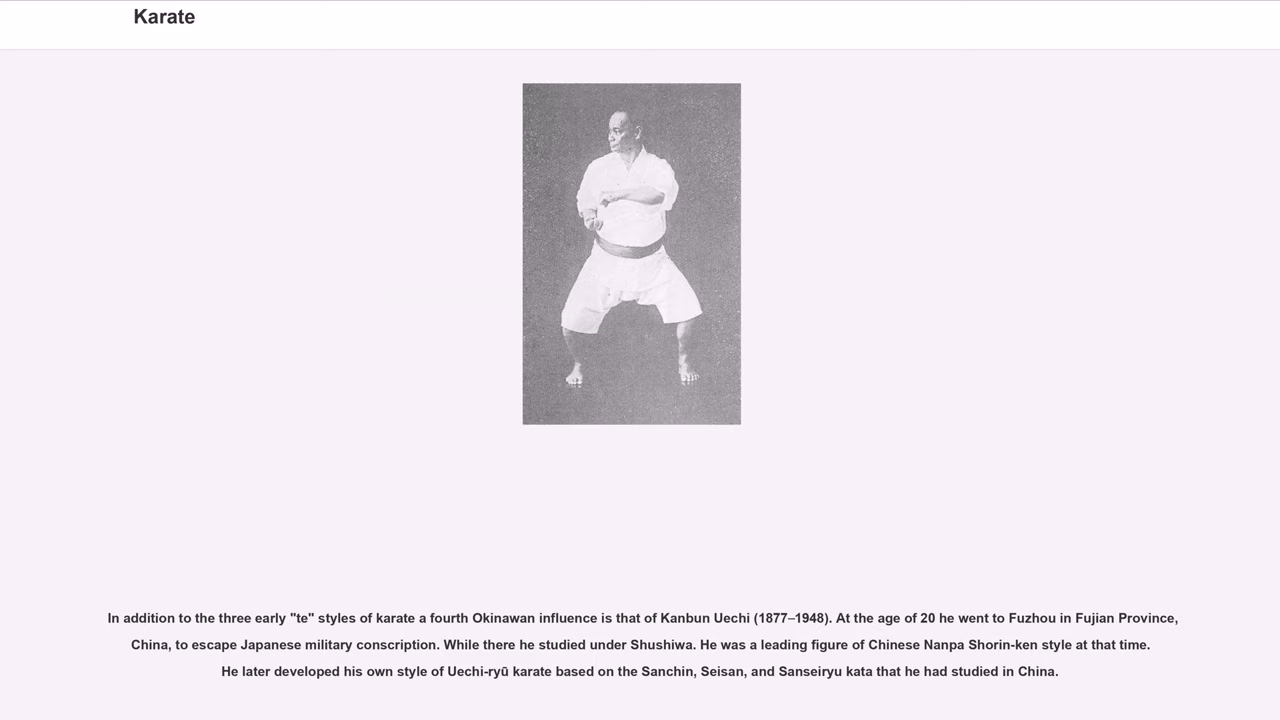 Karate
In addition to the three early "te" styles of karate a fourth Okinawan influence is that of Kanbun Uechi (1877–1948). At the age of 20 he went to Fuzhou in Fujian Province,
China, to escape Japanese military conscription. While there he studied under Shushiwa. He was a leading figure of Chinese Nanpa Shorin-ken style at that time.
He later developed his own style of Uechi-ryū karate based on the Sanchin, Seisan, and Sanseiryu kata that he had studied in China.